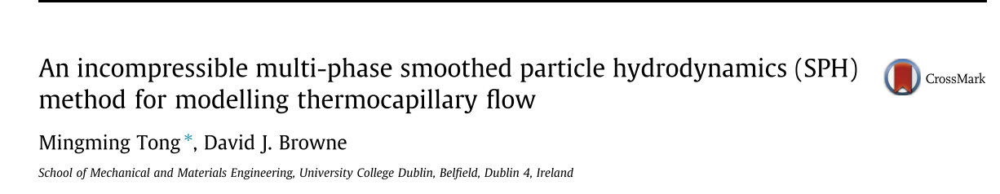 An incompressible multi-phase smoothed particle hydrodynamics (SPH)
method for modelling thermocapillary flow
CrossMark
Mingming Tong *, David J. Browne
School of Mechanical and Materials Engineering, University College Dublin, Belfield, Dublin 4, Ireland